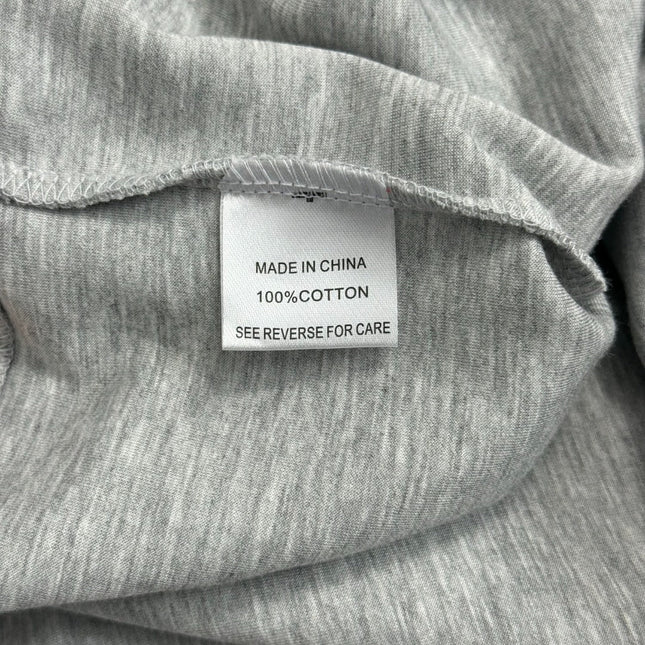 MADE IN CHINA
100%COTTON
SEE REVERSE FOR CARE